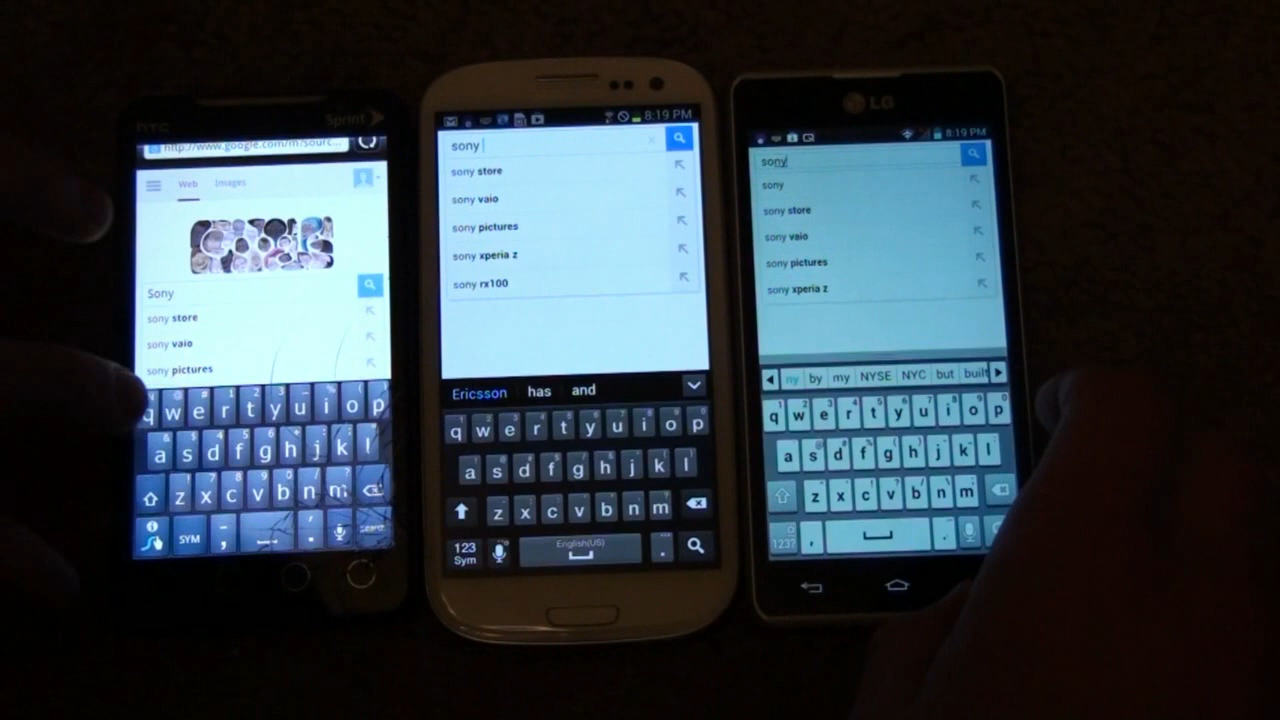 hTC Sprint
http://www.google.com/m?sourc...
Web Images
Google
Sony
sony store
sony vaio
sony pictures
q w e r t y u i o p
a s d f g h j k l
z x c v b n m
SYM
8:19 PM
sony
sony store
sony vaio
sony pictures
sony xperia z
sony rx100
Ericsson has and
q w e r t y u i o p
a s d f g h j k l
z x c v b n m
123
Sym
English(US)
.
LG
8:19 PM
sony
sony
sony store
sony vaio
sony pictures
sony xperia z
ny by my NYSE NYC but built
q w e r t y u i o p
a s d f g h j k l
z x c v b n m
123?
,